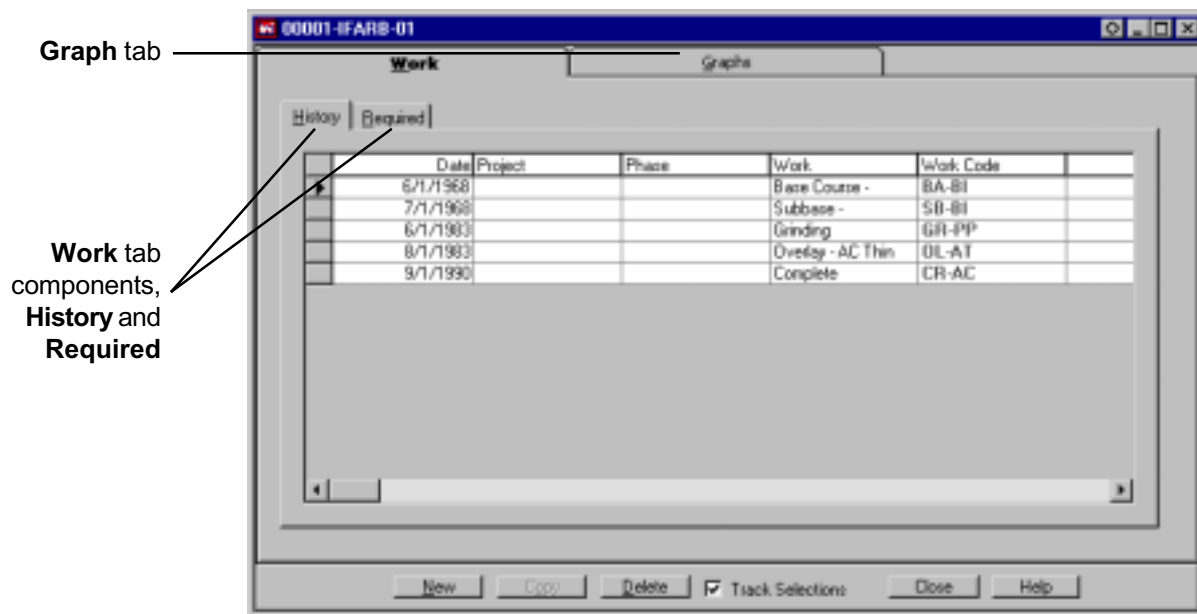 00001-IFARB-01
Graph tab
Work Graphs
History Required
Date Project Phase Work Work Code
6/1/1968 Base Course - BA-BI
7/1/1968 Subbase - SB-BI
6/1/1983 Grinding GR-PP
8/1/1983 Overlay - AC Thin OL-AT
9/1/1990 Complete CR-AC
Work tab
components,
History and
Required
New Copy Delete Track Selections Close Help